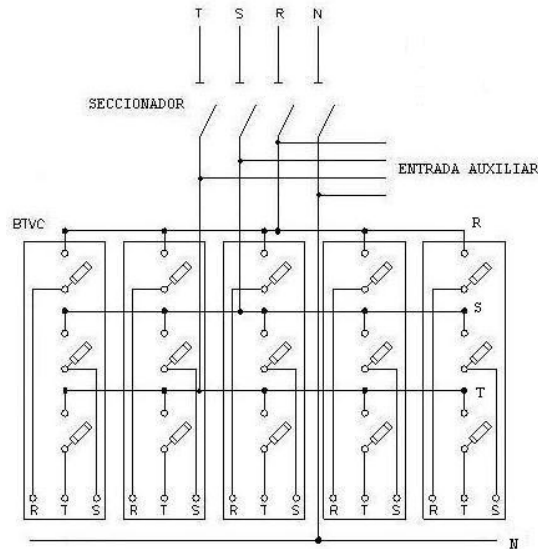 T S R N
SECCIONADOR
ENTRADA AUXILIAR
BTVC R
S
T
R T S R T S R T S R T S R T S
N